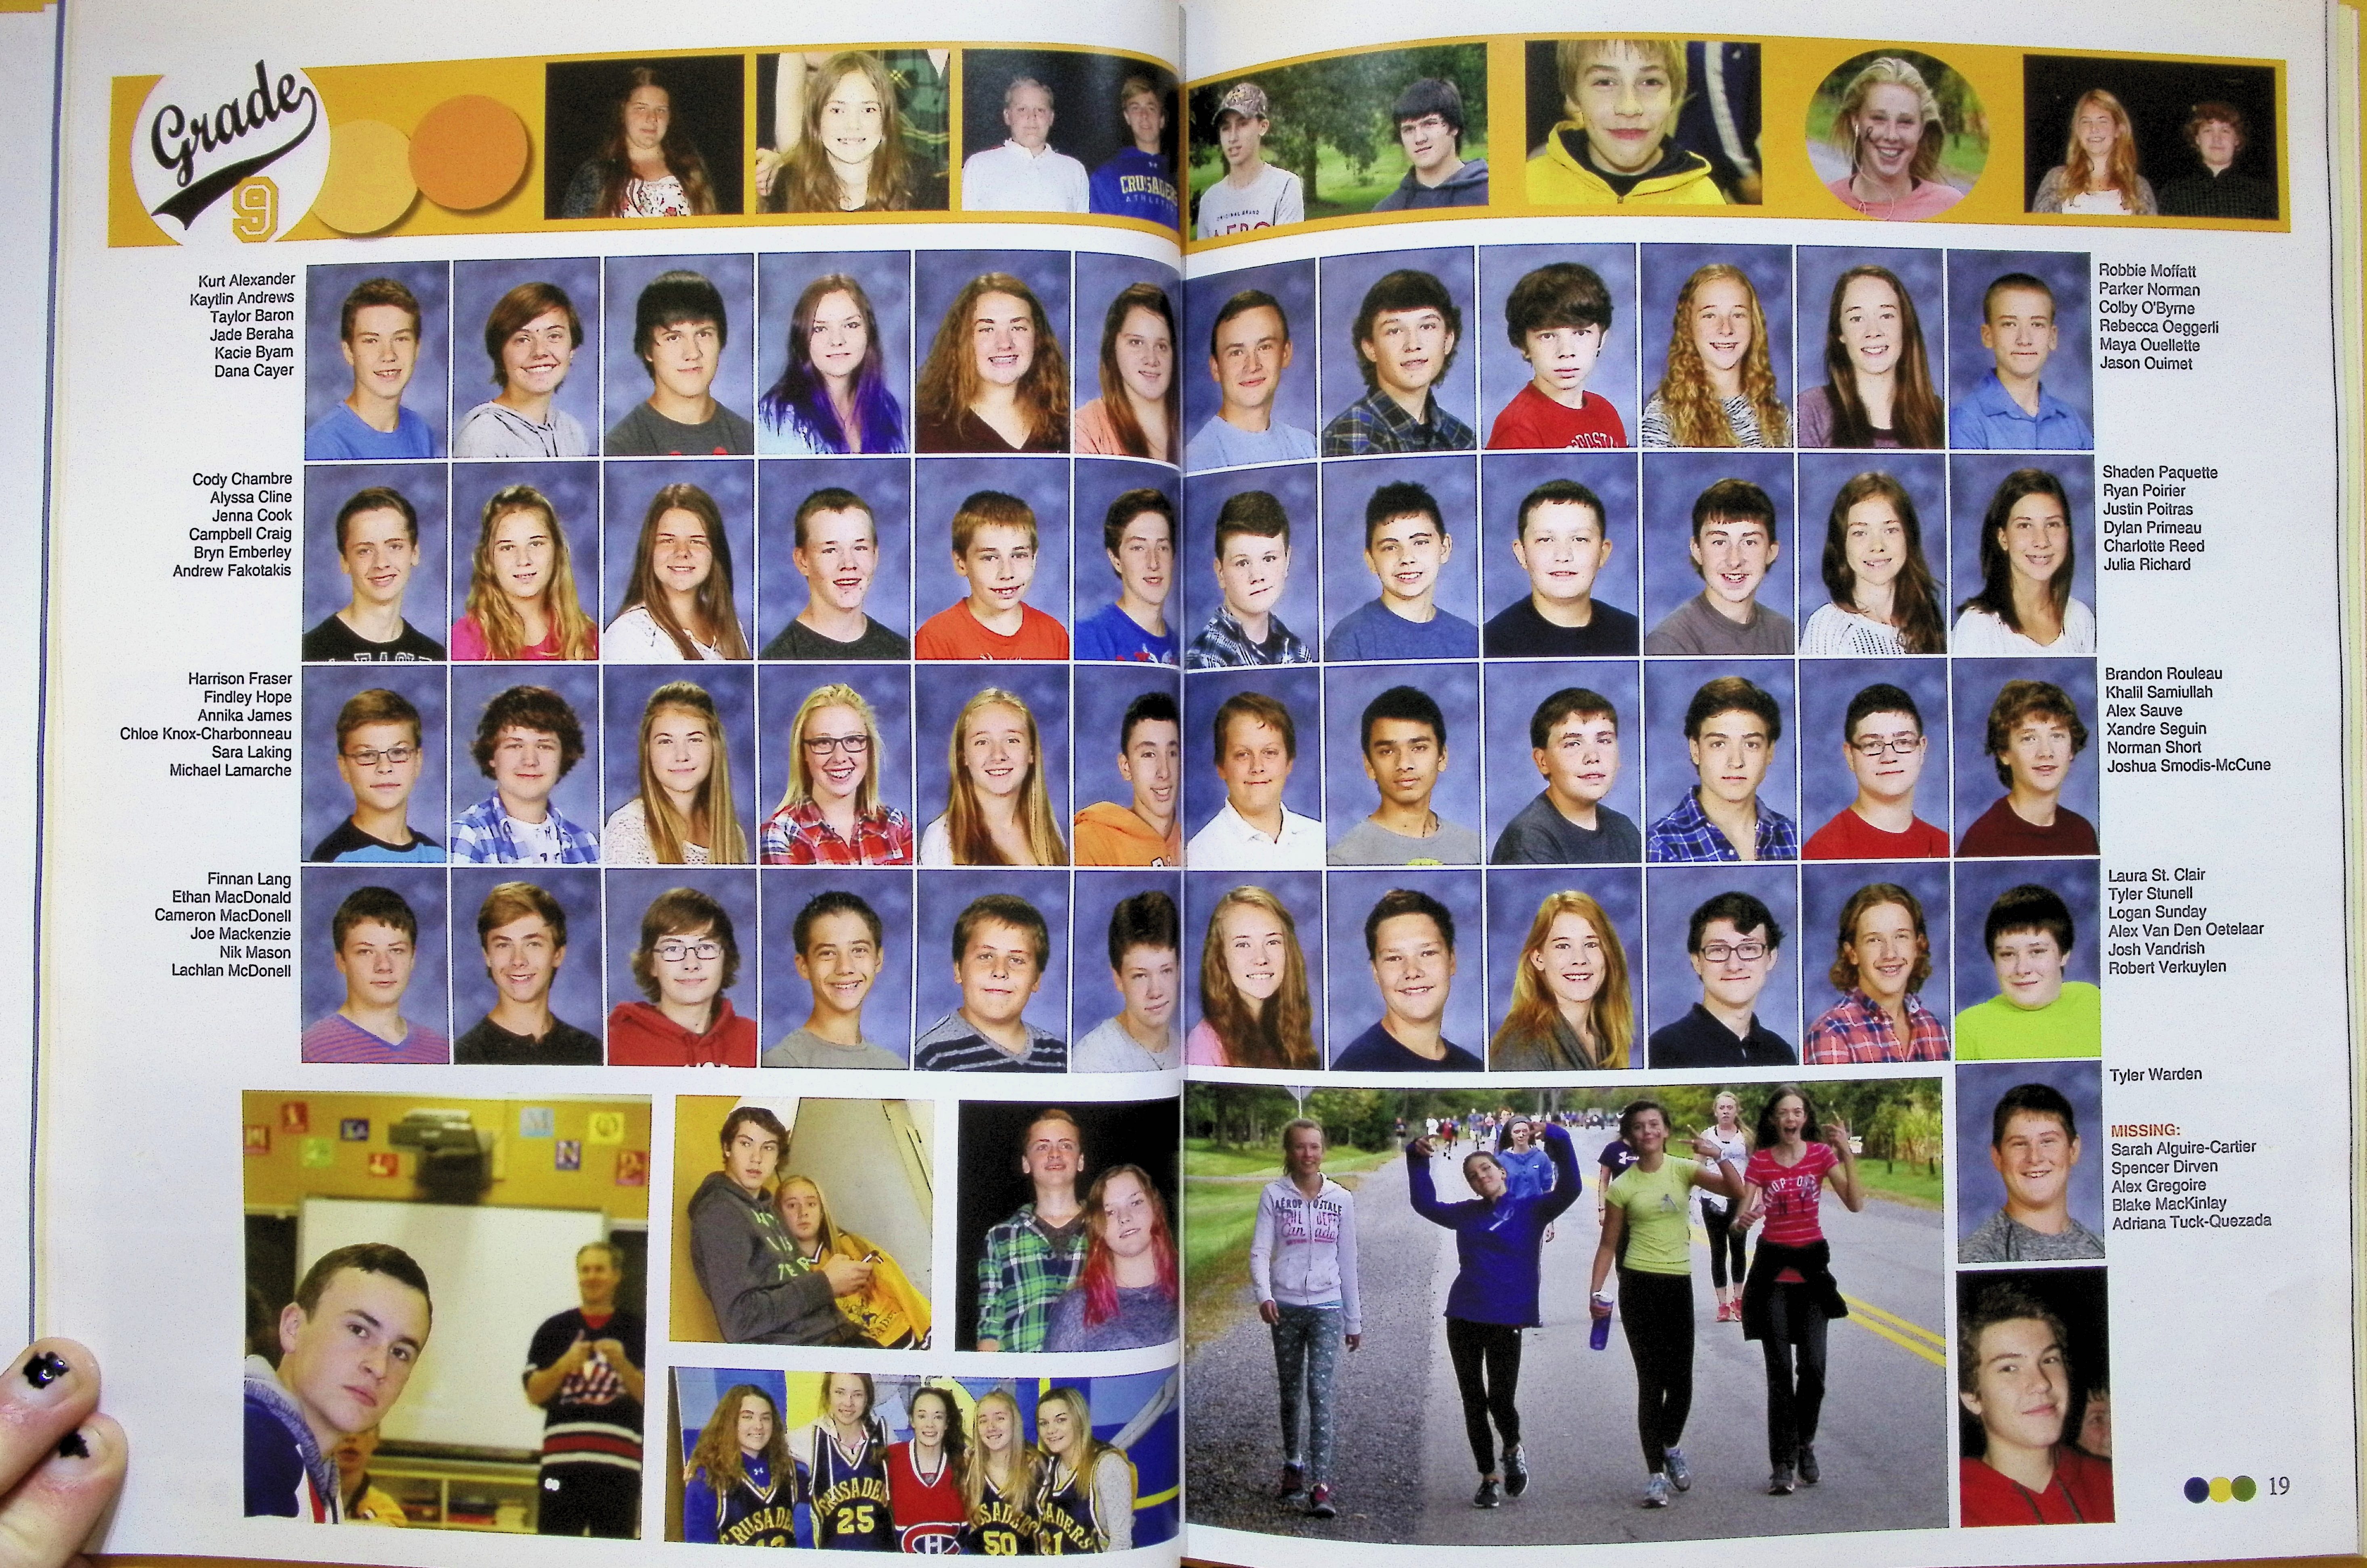 Grade
9
CRUSADERS
ATHLETICS
ORIGINAL BRAND
AERO
Kurt Alexander
Kaytlin Andrews
Taylor Baron
Jade Beraha
Kacie Byam
Dana Cayer
Robbie Moffatt
Parker Norman
Colby O'Byrne
Rebecca Oeggerli
Maya Ouellette
Jason Ouimet
Cody Chambre
Alyssa Cline
Jenna Cook
Campbell Craig
Bryn Emberley
Andrew Fakotakis
Shaden Paquette
Ryan Poirier
Justin Poitras
Dylan Primeau
Charlotte Reed
Julia Richard
Harrison Fraser
Findley Hope
Annika James
Chloe Knox-Charbonneau
Sara Laking
Michael Lamarche
Brandon Rouleau
Khalil Samiullah
Alex Sauve
Xandre Seguin
Norman Short
Joshua Smodis-McCune
Finnan Lang
Ethan MacDonald
Cameron MacDonell
Joe Mackenzie
Nik Mason
Lachlan McDonell
Laura St. Clair
Tyler Stunell
Logan Sunday
Alex Van Den Oetelaar
Josh Vandrish
Robert Verkuylen
Tyler Warden
MISSING:
Sarah Alguire-Cartier
Spencer Dirven
Alex Gregoire
Blake MacKinlay
Adriana Tuck-Quezada
AÉROPOSTALE
CRUSADERS
25
50
19